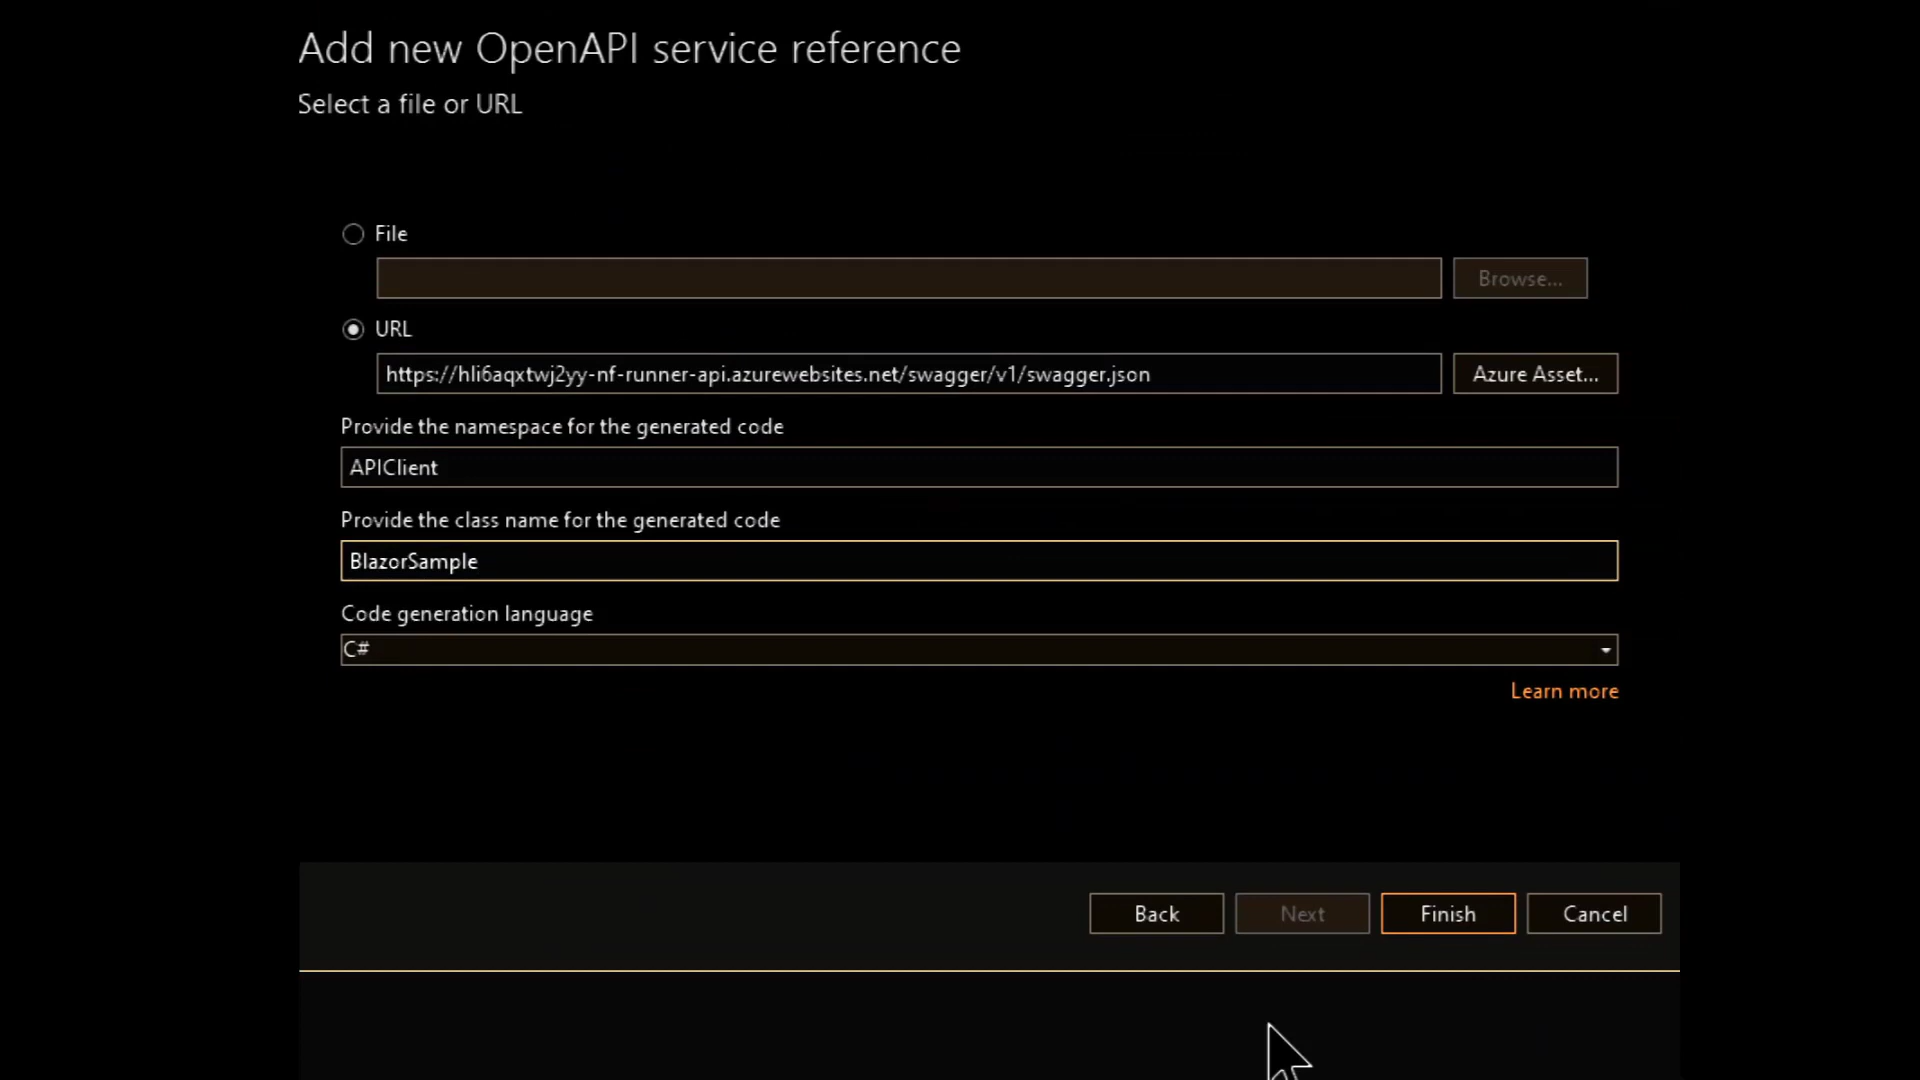 Add new OpenAPI service reference
Select a file or URL
File
Browse...
URL
https://hli6aqxtwj2yy-nf-runner-api.azurewebsites.net/swagger/v1/swagger.json
Azure Asset...
Provide the namespace for the generated code
APIClient
Provide the class name for the generated code
BlazorSample
Code generation language
C#
Learn more
Back
Next
Finish
Cancel